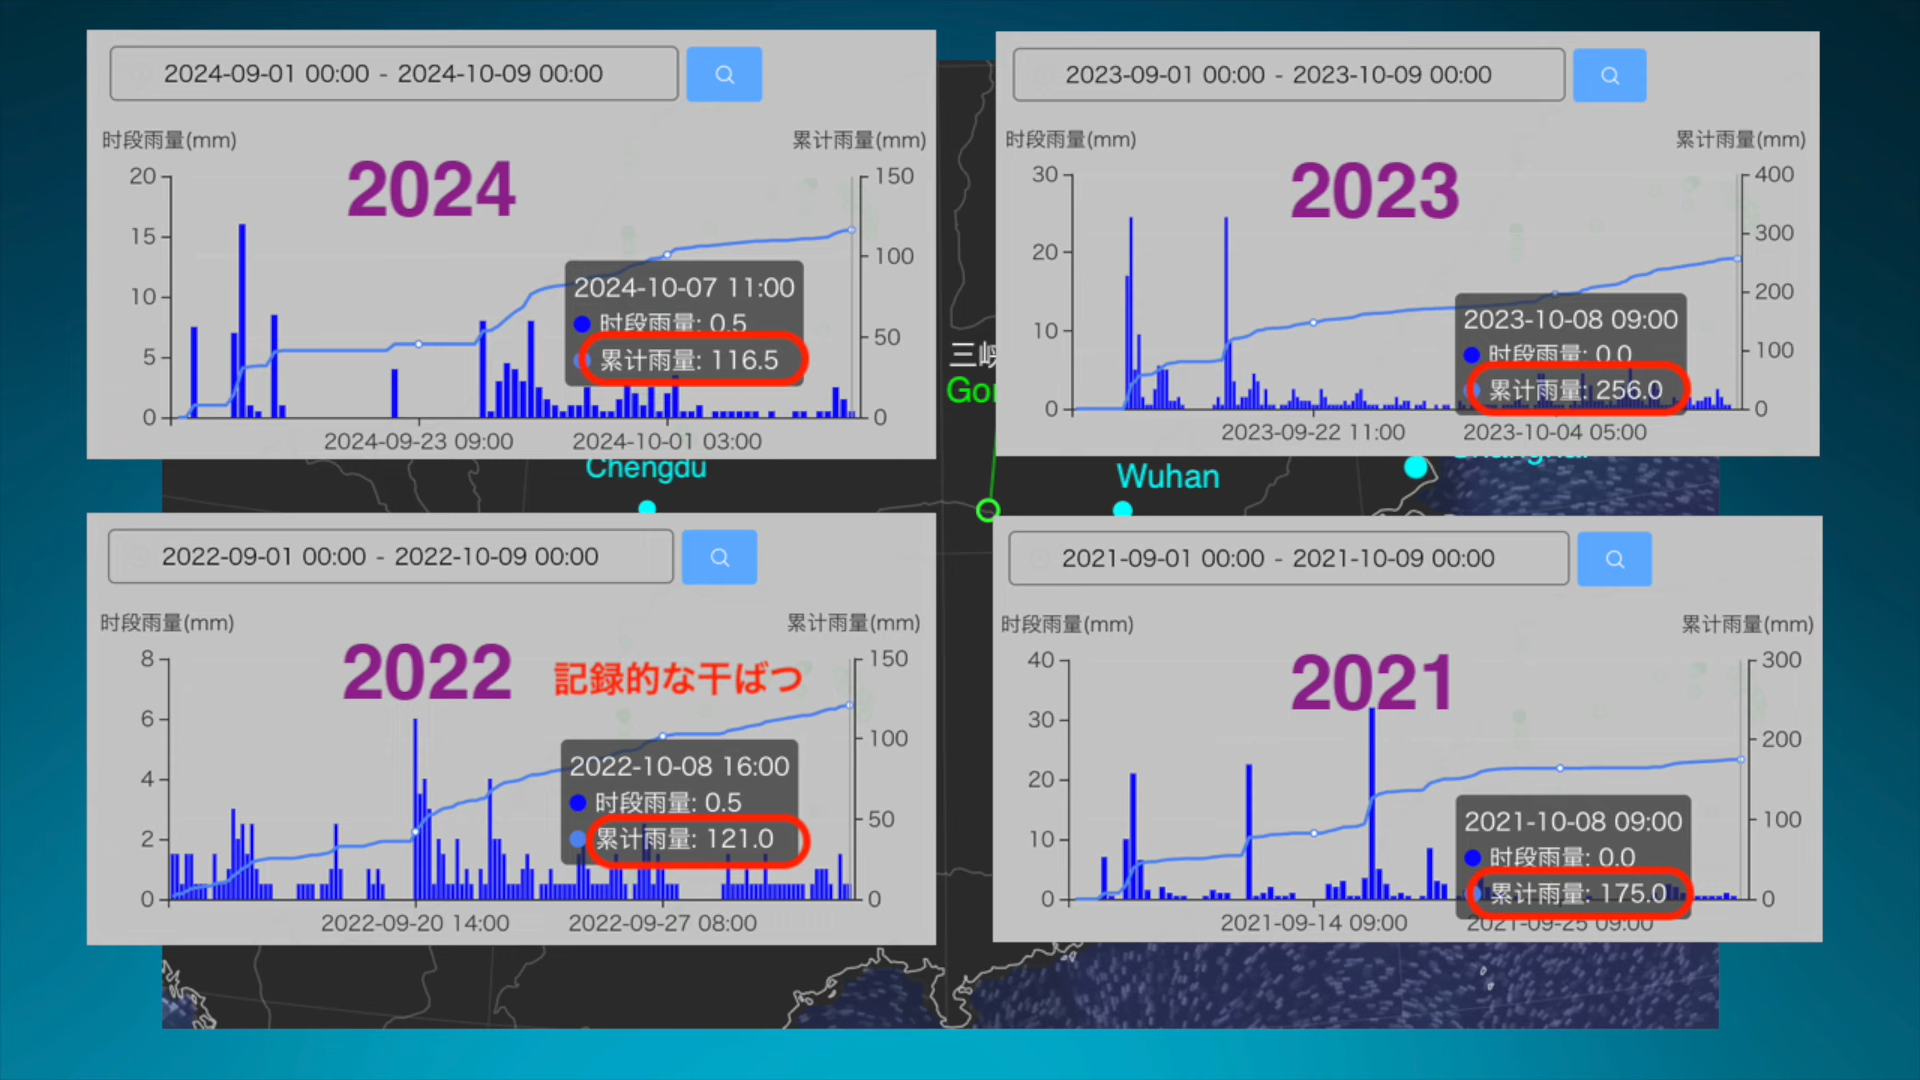 2024-09-01 00:00 - 2024-10-09 00:00
时段雨量(mm)
累计雨量(mm)
2024
20
15
10
5
0
150
100
50
0
2024-10-07 11:00
时段雨量: 0.5
累计雨量: 116.5
2024-09-23 09:00
2024-10-01 03:00
2023-09-01 00:00 - 2023-10-09 00:00
时段雨量(mm)
累计雨量(mm)
2023
30
20
10
0
400
300
200
100
0
2023-10-08 09:00
时段雨量: 0.0
累计雨量: 256.0
2023-09-22 11:00
2023-10-04 05:00
三峡
Chengdu
Wuhan
2022-09-01 00:00 - 2022-10-09 00:00
时段雨量(mm)
累计雨量(mm)
2022
記録的な干ばつ
8
6
4
2
0
150
100
50
0
2022-10-08 16:00
时段雨量: 0.5
累计雨量: 121.0
2022-09-20 14:00
2022-09-27 08:00
2021-09-01 00:00 - 2021-10-09 00:00
时段雨量(mm)
累计雨量(mm)
2021
40
30
20
10
0
300
200
100
0
2021-10-08 09:00
时段雨量: 0.0
累计雨量: 175.0
2021-09-14 09:00
2021-09-25 09:00